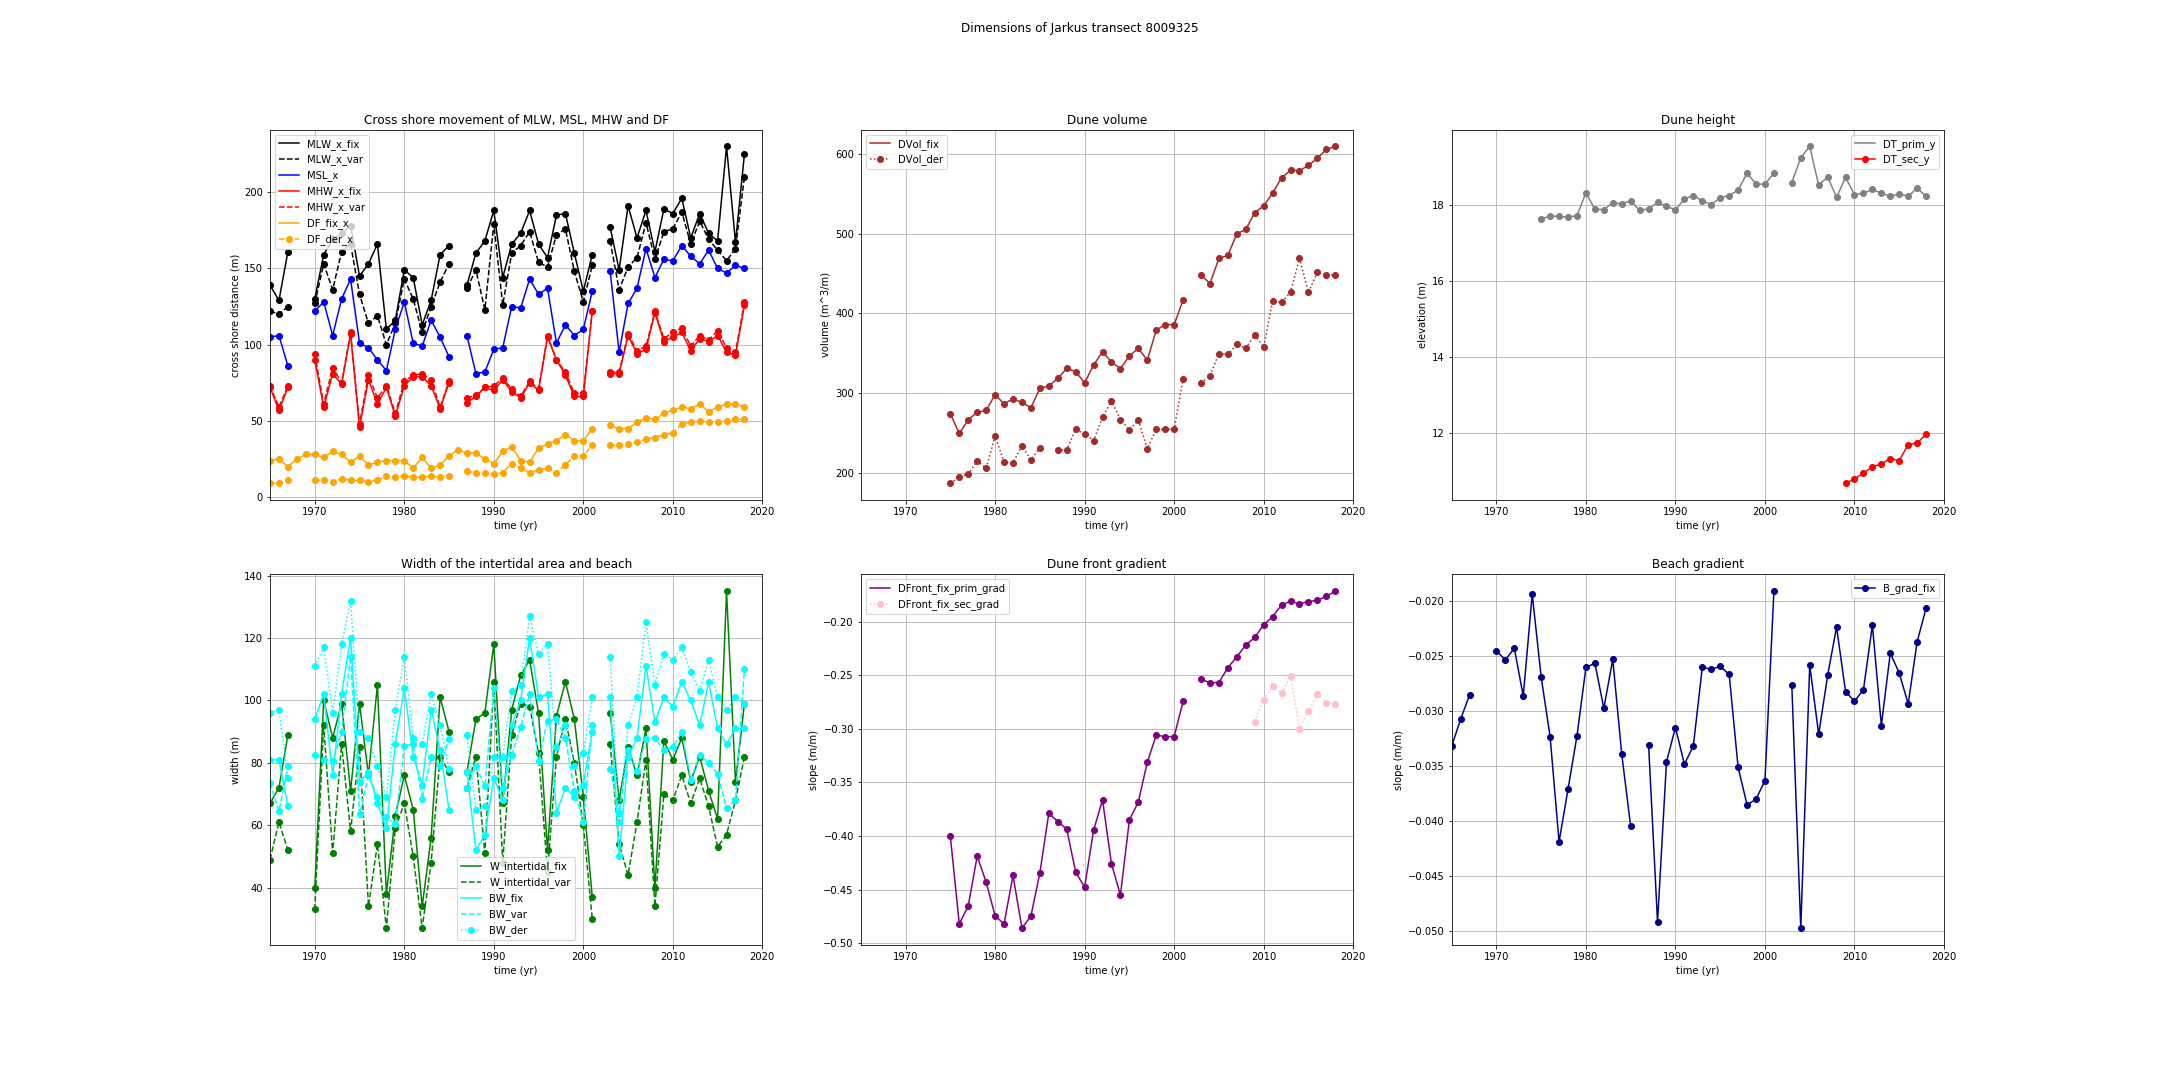 Dimensions of Jarkus transect 8009325
Cross shore movement of MLW, MSL, MHW and DF
MLW_x_fix
MLW_x_var
MSL_x
MHW_x_fix
MHW_x_var
DF_fix_x
DF_der_x
cross shore distance (m)
200
150
100
50
0
1970 1980 1990 2000 2010 2020
time (yr)
Dune volume
DVol_fix
DVol_der
volume (m^3/m)
600
500
400
300
200
1970 1980 1990 2000 2010 2020
time (yr)
Dune height
DT_prim_y
DT_sec_y
elevation (m)
18
16
14
12
1970 1980 1990 2000 2010 2020
time (yr)
Width of the intertidal area and beach
width (m)
140
120
100
80
60
40
W_intertidal_fix
W_intertidal_var
BW_fix
BW_var
BW_der
1970 1980 1990 2000 2010 2020
time (yr)
Dune front gradient
DFront_fix_prim_grad
DFront_fix_sec_grad
slope (m/m)
−0.20
−0.25
−0.30
−0.35
−0.40
−0.45
−0.50
1970 1980 1990 2000 2010 2020
time (yr)
Beach gradient
B_grad_fix
slope (m/m)
−0.020
−0.025
−0.030
−0.035
−0.040
−0.045
−0.050
1970 1980 1990 2000 2010 2020
time (yr)